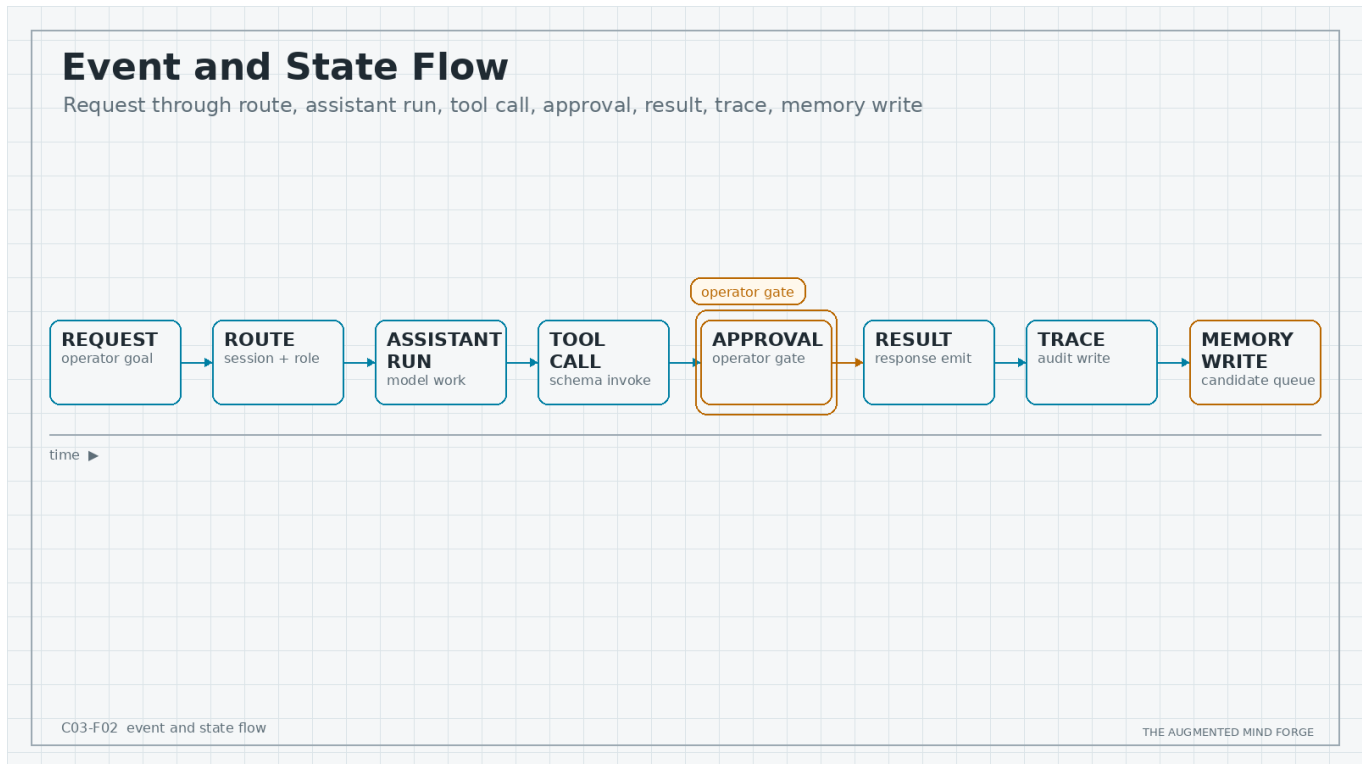 Event and State Flow
Request through route, assistant run, tool call, approval, result, trace, memory write
operator gate
REQUEST
operator goal
ROUTE
session + role
ASSISTANT
RUN
model work
TOOL
CALL
schema invoke
APPROVAL
operator gate
RESULT
response emit
TRACE
audit write
MEMORY
WRITE
candidate queue
time ▶
C03-F02 event and state flow
THE AUGMENTED MIND FORGE